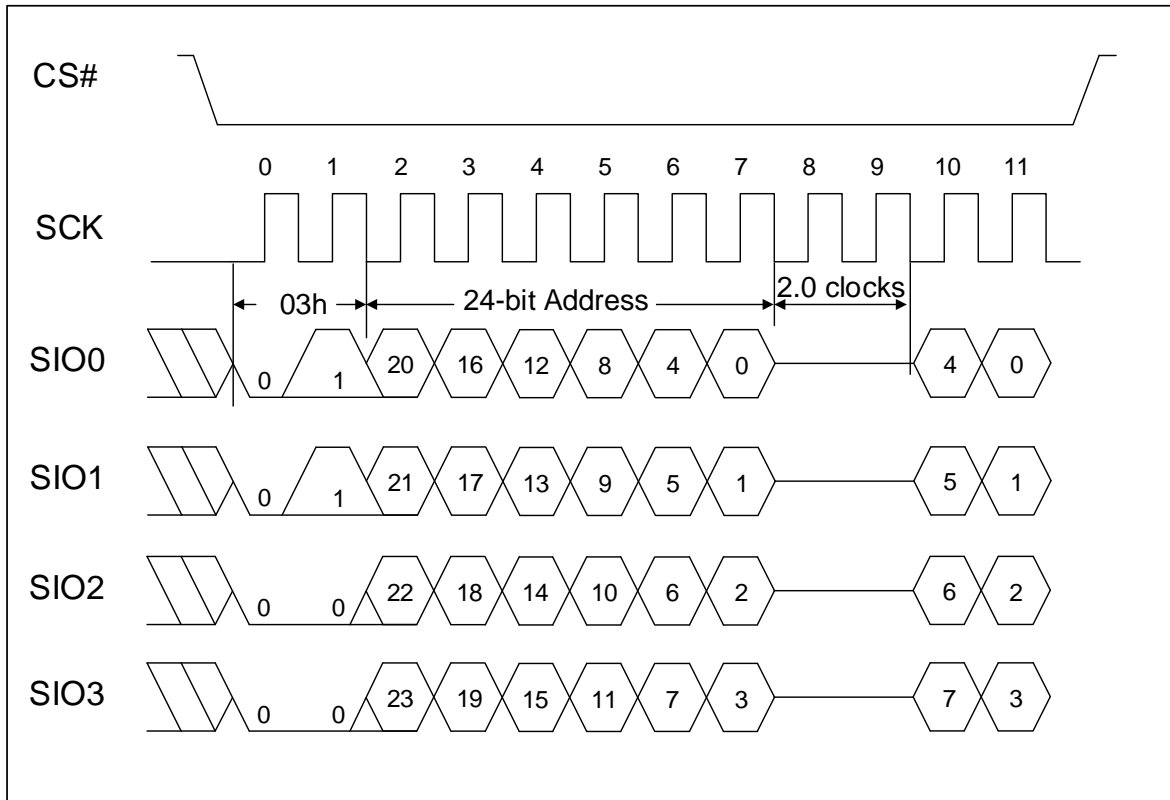 CS#
0 1 2 3 4 5 6 7 8 9 10 11
SCK
03h 24-bit Address 2.0 clocks
SIO0 0 1 20 16 12 8 4 0 4 0
SIO1 0 1 21 17 13 9 5 1 5 1
SIO2 0 0 22 18 14 10 6 2 6 2
SIO3 0 0 23 19 15 11 7 3 7 3